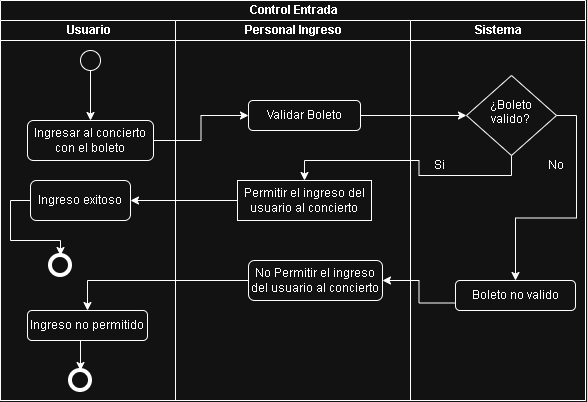 Control Entrada
Usuario
Personal Ingreso
Sistema
Ingresar al concierto
con el boleto
Validar Boleto
¿Boleto
valido?
Si
No
Permitir el ingreso del
usuario al concierto
Ingreso exitoso
Boleto no valido
No Permitir el ingreso
del usuario al concierto
Ingreso no permitido